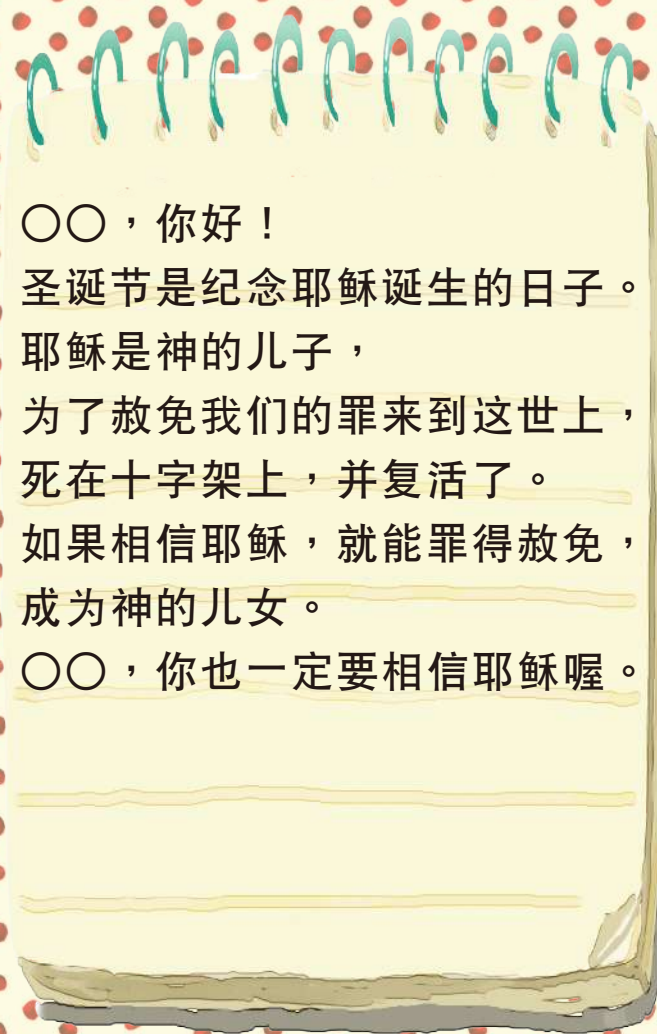 〇〇，你好！
圣诞节是纪念耶稣诞生的日子。
耶稣是神的儿子，
为了赦免我们的罪来到这世上，
死在十字架上，并复活了。
如果相信耶稣，就能罪得赦免，
成为神的儿女。
〇〇，你也一定要相信耶稣喔。